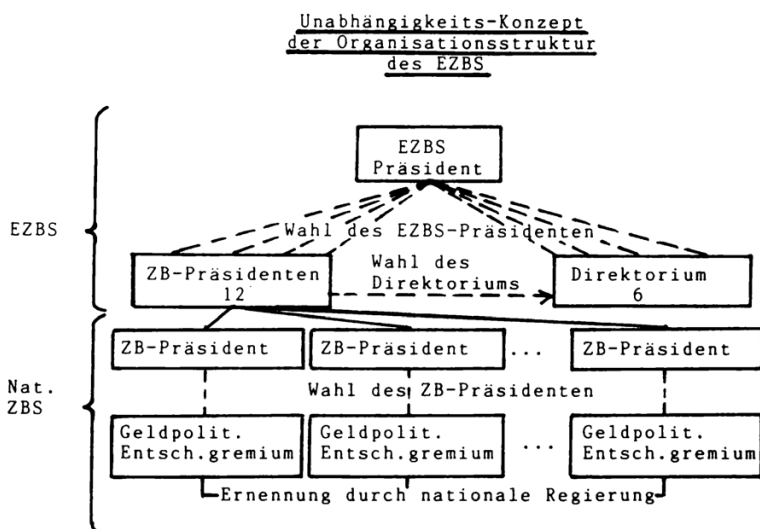 Unabhängigkeits-Konzept
der Organisationsstruktur
des EZBS
EZBS
Präsident
EZBS
Wahl des EZBS-Präsidenten
ZB-Präsidenten
12
Wahl des
Direktoriums
Direktorium
6
ZB-Präsident
ZB-Präsident
...
ZB-Präsident
Nat.
ZBS
Wahl des ZB-Präsidenten
Geldpolit.
Entsch.gremium
Geldpolit.
Entsch.gremium
...
Geldpolit.
Entsch.gremium
Ernennung durch nationale Regierung